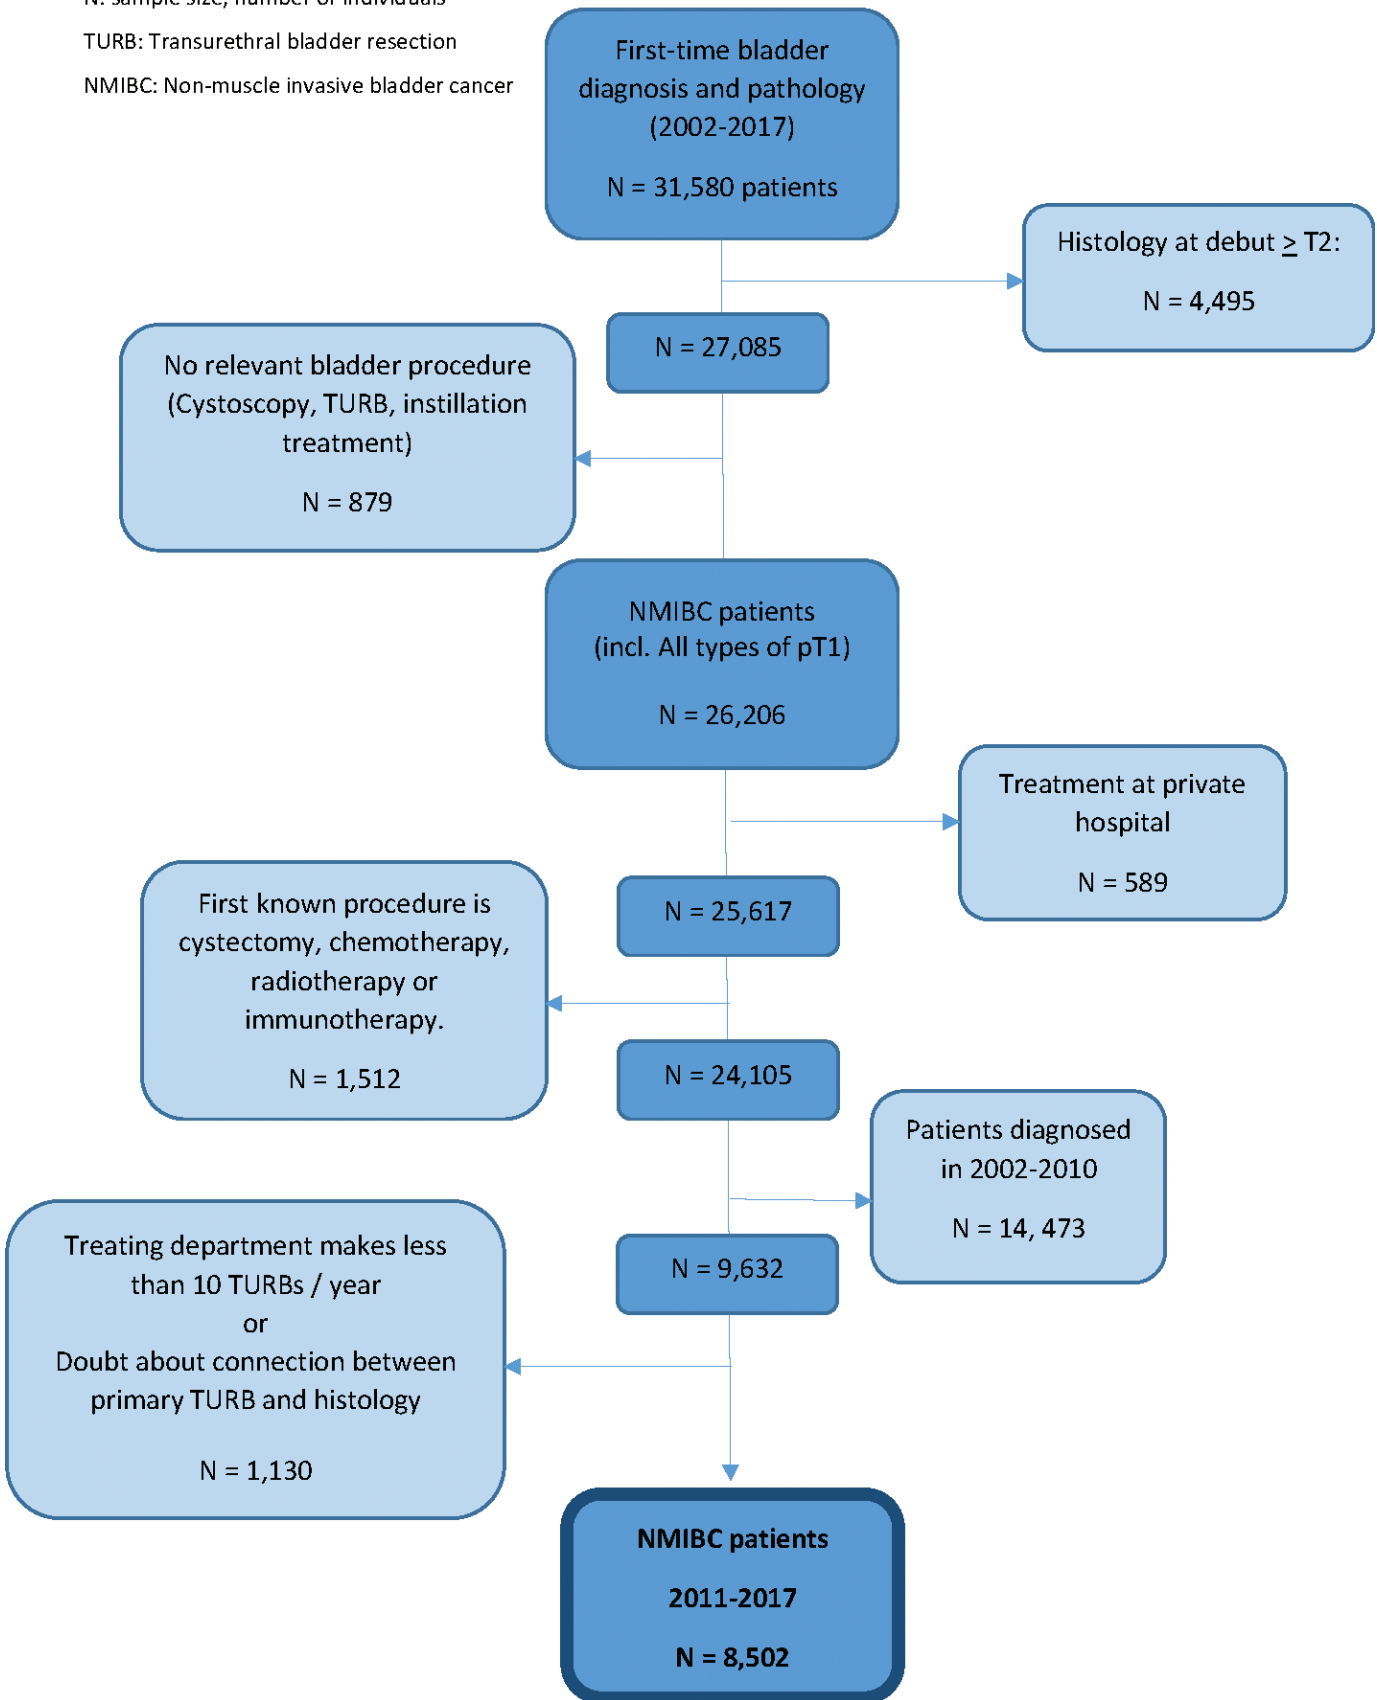 N: sample size, number of individuals
TURB: Transurethral bladder resection
NMIBC: Non-muscle invasive bladder cancer
First-time bladder
diagnosis and pathology
(2002-2017)
N = 31,580 patients
Histology at debut ≥ T2:
N = 4,495
N = 27,085
No relevant bladder procedure
(Cystoscopy, TURB, instillation
treatment)
N = 879
NMIBC patients
(incl. All types of pT1)
N = 26,206
Treatment at private
hospital
N = 589
N = 25,617
First known procedure is
cystectomy, chemotherapy,
radiotherapy or
immunotherapy.
N = 1,512
N = 24,105
Patients diagnosed
in 2002-2010
N = 14, 473
N = 9,632
Treating department makes less
than 10 TURBs / year
or
Doubt about connection between
primary TURB and histology
N = 1,130
NMIBC patients
2011-2017
N = 8,502